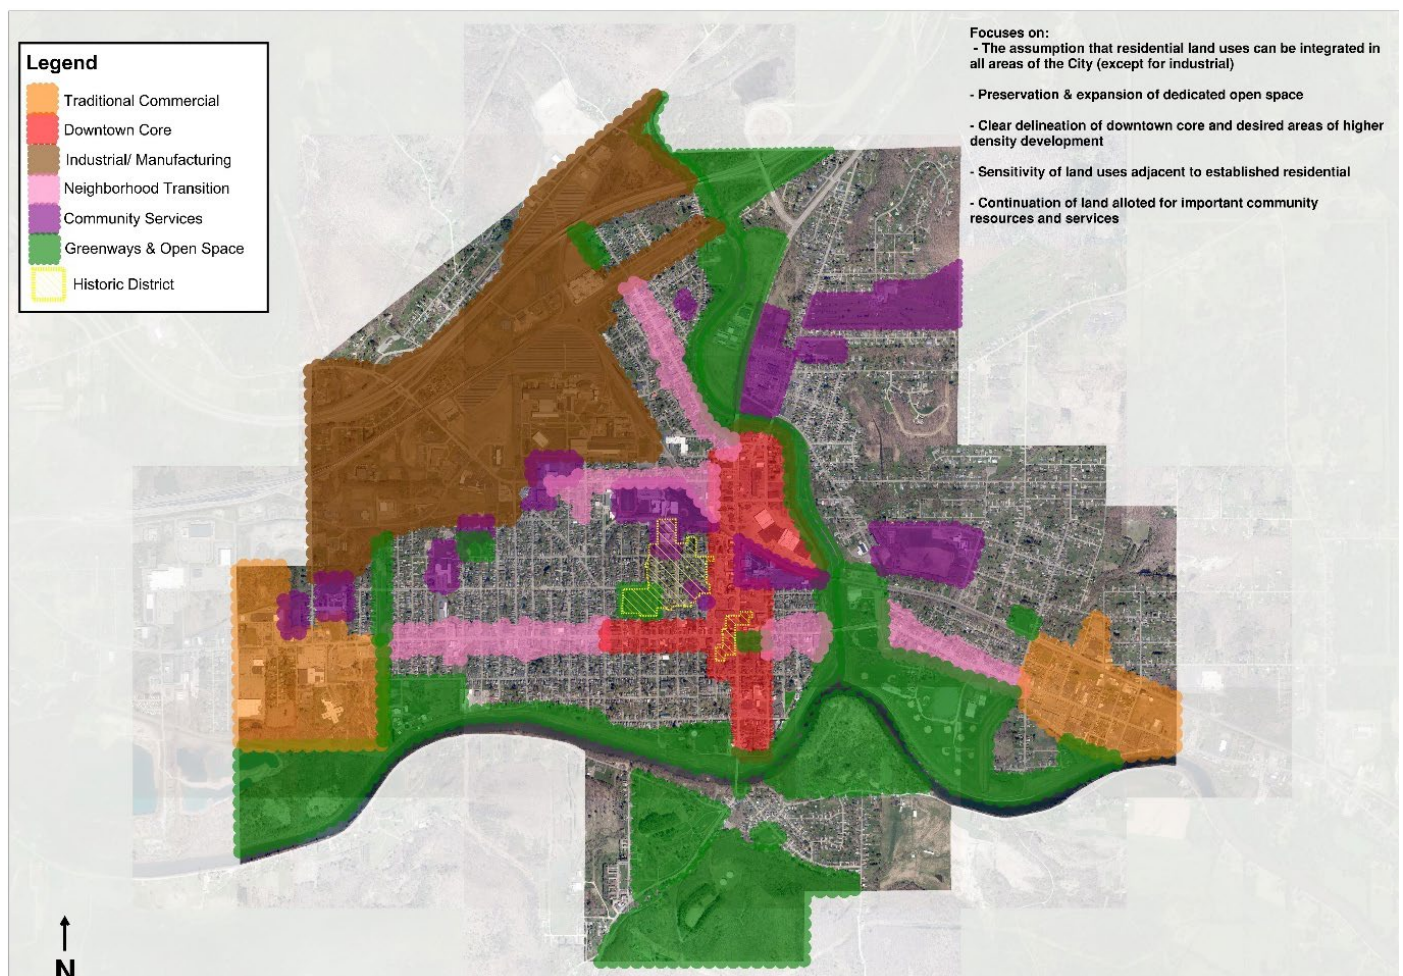 Legend
Traditional Commercial
Downtown Core
Industrial/ Manufacturing
Neighborhood Transition
Community Services
Greenways & Open Space
Historic District
Focuses on:
- The assumption that residential land uses can be integrated in
all areas of the City (except for industrial)
- Preservation & expansion of dedicated open space
- Clear delineation of downtown core and desired areas of higher
density development
- Sensitivity of land uses adjacent to established residential
- Continuation of land alloted for important community
resources and services
N